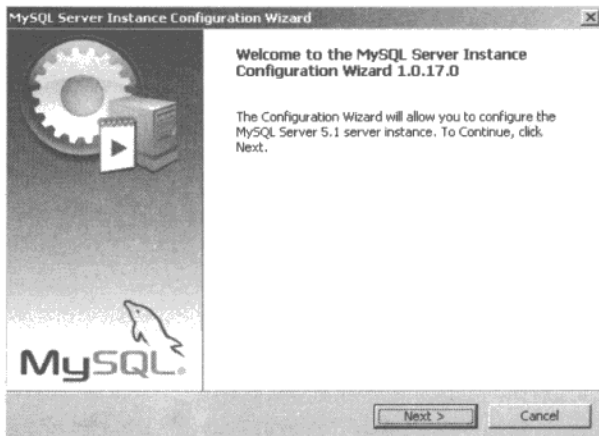 MySQL Server Instance Configuration Wizard
Welcome to the MySQL Server Instance
Configuration Wizard 1.0.17.0
The Configuration Wizard will allow you to configure the
MySQL Server 5.1 server instance. To Continue, click
Next.
MySQL.
Next >
Cancel